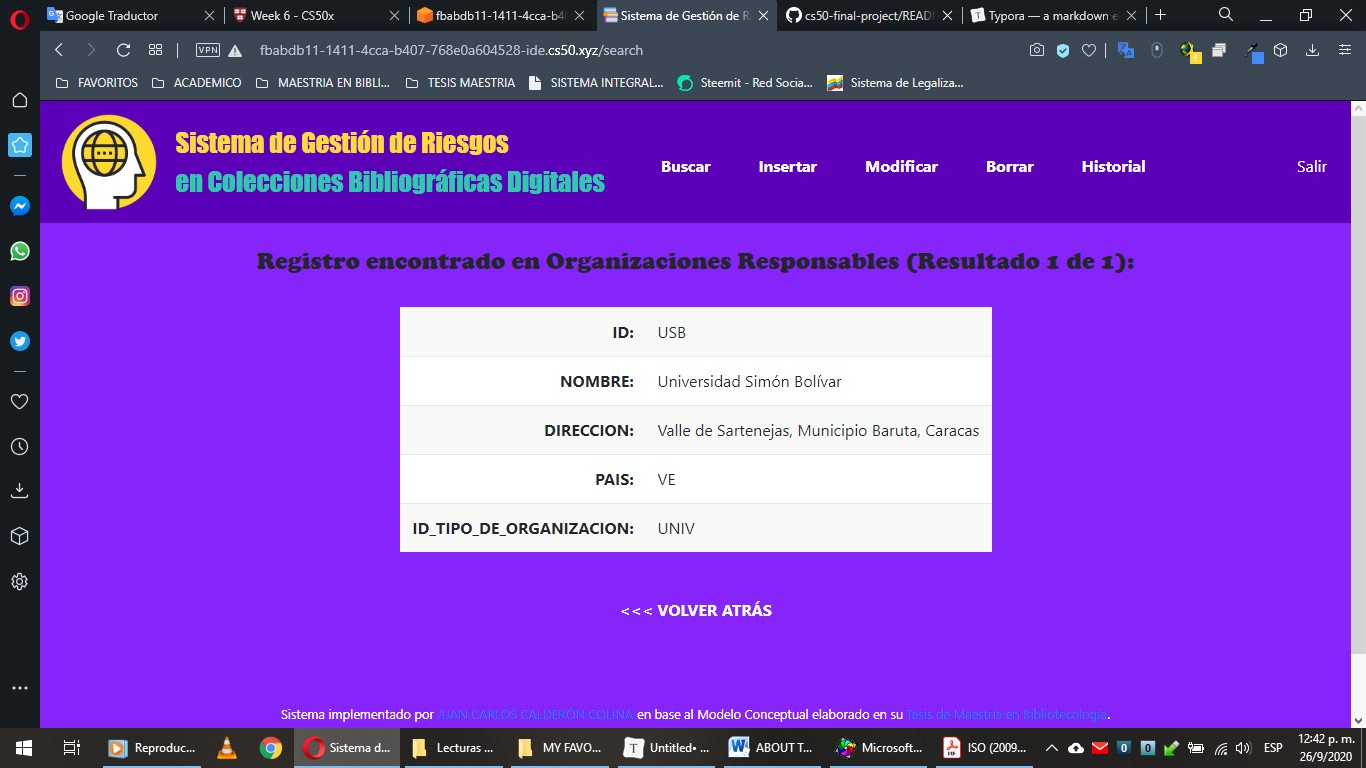 Google Traductor
Week 6 - CS50x
fbabdb11-1411-4cca-b4
Sistema de Gestión de R
cs50-final-project/READ
Typora — a markdown e
VPN
fbabdb11-1411-4cca-b407-768e0a604528-ide.cs50.xyz/search
FAVORITOS
ACADEMICO
MAESTRIA EN BIBLI...
TESIS MAESTRIA
SISTEMA INTEGRAL...
Steemit - Red Socia...
Sistema de Legaliza...
Sistema de Gestión de Riesgos
en Colecciones Bibliográficas Digitales
Buscar
Insertar
Modificar
Borrar
Historial
Salir
Registro encontrado en Organizaciones Responsables (Resultado 1 de 1):
ID: USB
NOMBRE: Universidad Simón Bolívar
DIRECCION: Valle de Sartenejas, Municipio Baruta, Caracas
PAIS: VE
ID_TIPO_DE_ORGANIZACION: UNIV
<<< VOLVER ATRÁS
Sistema implementado por JUAN CARLOS CALDERÓN COLINA en base al Modelo Conceptual elaborado en su Tesis de Maestría en Bibliotecología.
Reproduc...
Sistema d...
Lecturas ...
MY FAVO...
Untitled• ...
ABOUT T...
Microsoft...
ISO (2009...
0
0
ESP
12:42 p. m.
26/9/2020